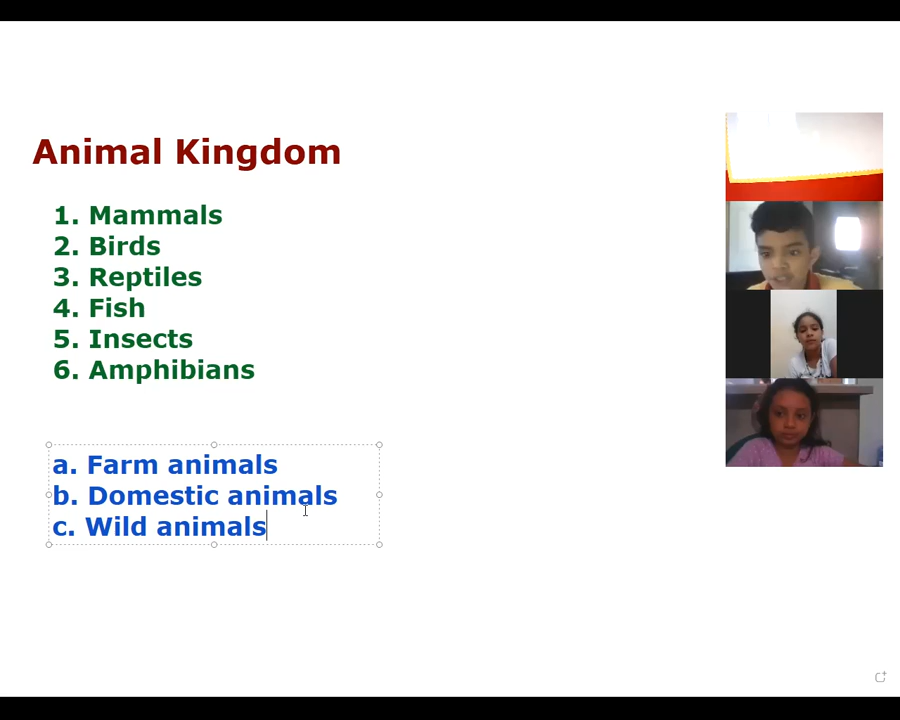 Animal Kingdom
1. Mammals
2. Birds
3. Reptiles
4. Fish
5. Insects
6. Amphibians
a. Farm animals
b. Domestic animals
c. Wild animals